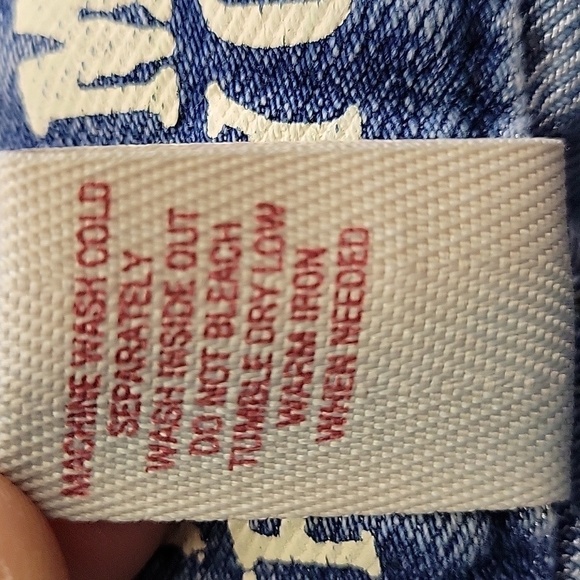 MACHINE WASH COLD
SEPARATELY
WASH INSIDE OUT
DO NOT BLEACH
TUMBLE DRY LOW
WARM IRON
WHEN NEEDED